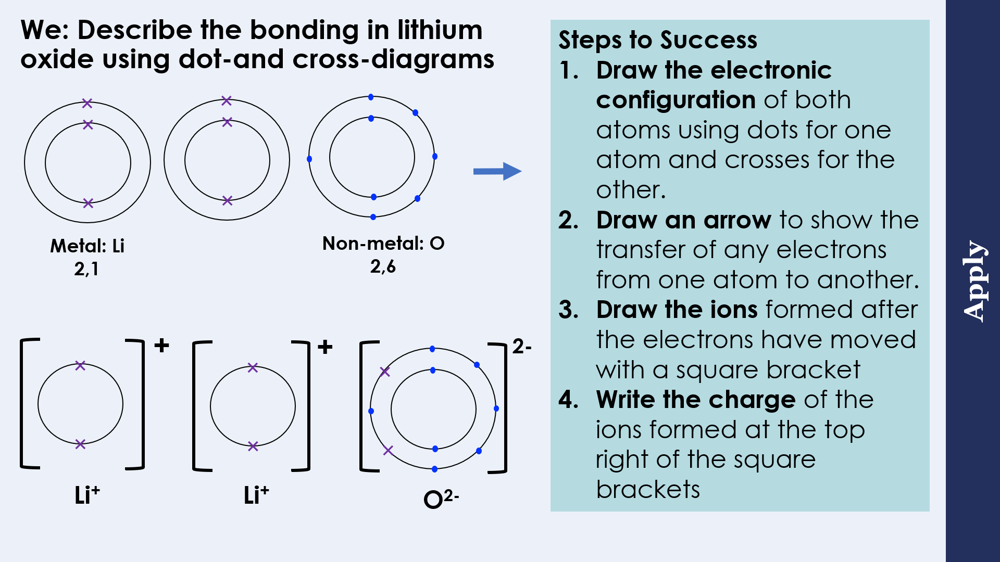 We: Describe the bonding in lithium
oxide using dot-and cross-diagrams
Metal: Li
2,1
Non-metal: O
2,6
+
+
2-
Li⁺
Li⁺
O²⁻
Steps to Success
1. Draw the electronic
configuration of both
atoms using dots for one
atom and crosses for the
other.
2. Draw an arrow to show the
transfer of any electrons
from one atom to another.
3. Draw the ions formed after
the electrons have moved
with a square bracket
4. Write the charge of the
ions formed at the top
right of the square
brackets
Apply